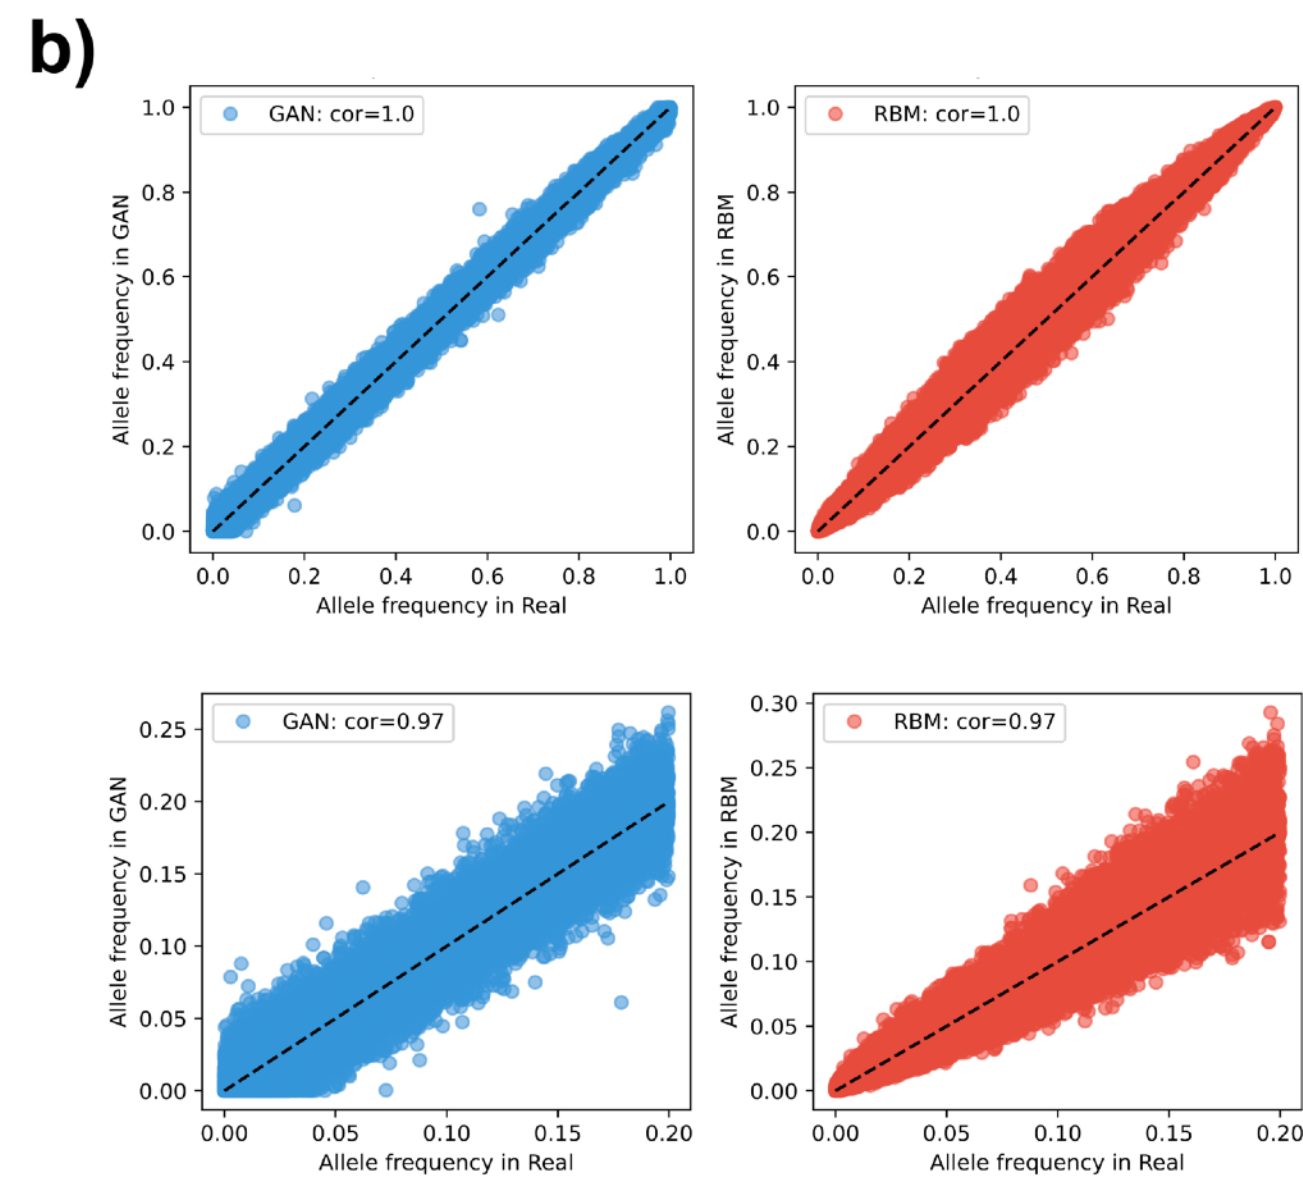 b)
GAN: cor=1.0
1.0
0.8
0.6
0.4
0.2
0.0
Allele frequency in GAN
0.0 0.2 0.4 0.6 0.8 1.0
Allele frequency in Real
RBM: cor=1.0
1.0
0.8
0.6
0.4
0.2
0.0
Allele frequency in RBM
0.0 0.2 0.4 0.6 0.8 1.0
Allele frequency in Real
GAN: cor=0.97
0.25
0.20
0.15
0.10
0.05
0.00
Allele frequency in GAN
0.00 0.05 0.10 0.15 0.20
Allele frequency in Real
RBM: cor=0.97
0.30
0.25
0.20
0.15
0.10
0.05
0.00
Allele frequency in RBM
0.00 0.05 0.10 0.15 0.20
Allele frequency in Real